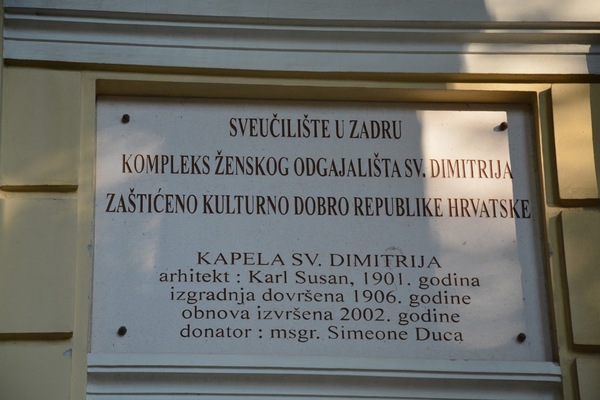 SVEUČILIŠTE U ZADRU
KOMPLEKS ŽENSKOG ODGAJALIŠTA SV. DIMITRIJA
ZAŠTIĆENO KULTURNO DOBRO REPUBLIKE HRVATSKE
KAPELA SV. DIMITRIJA
arhitekt : Karl Susan, 1901. godina
izgradnja dovršena 1906. godine
obnova izvršena 2002. godine
donator : msgr. Simeone Duca